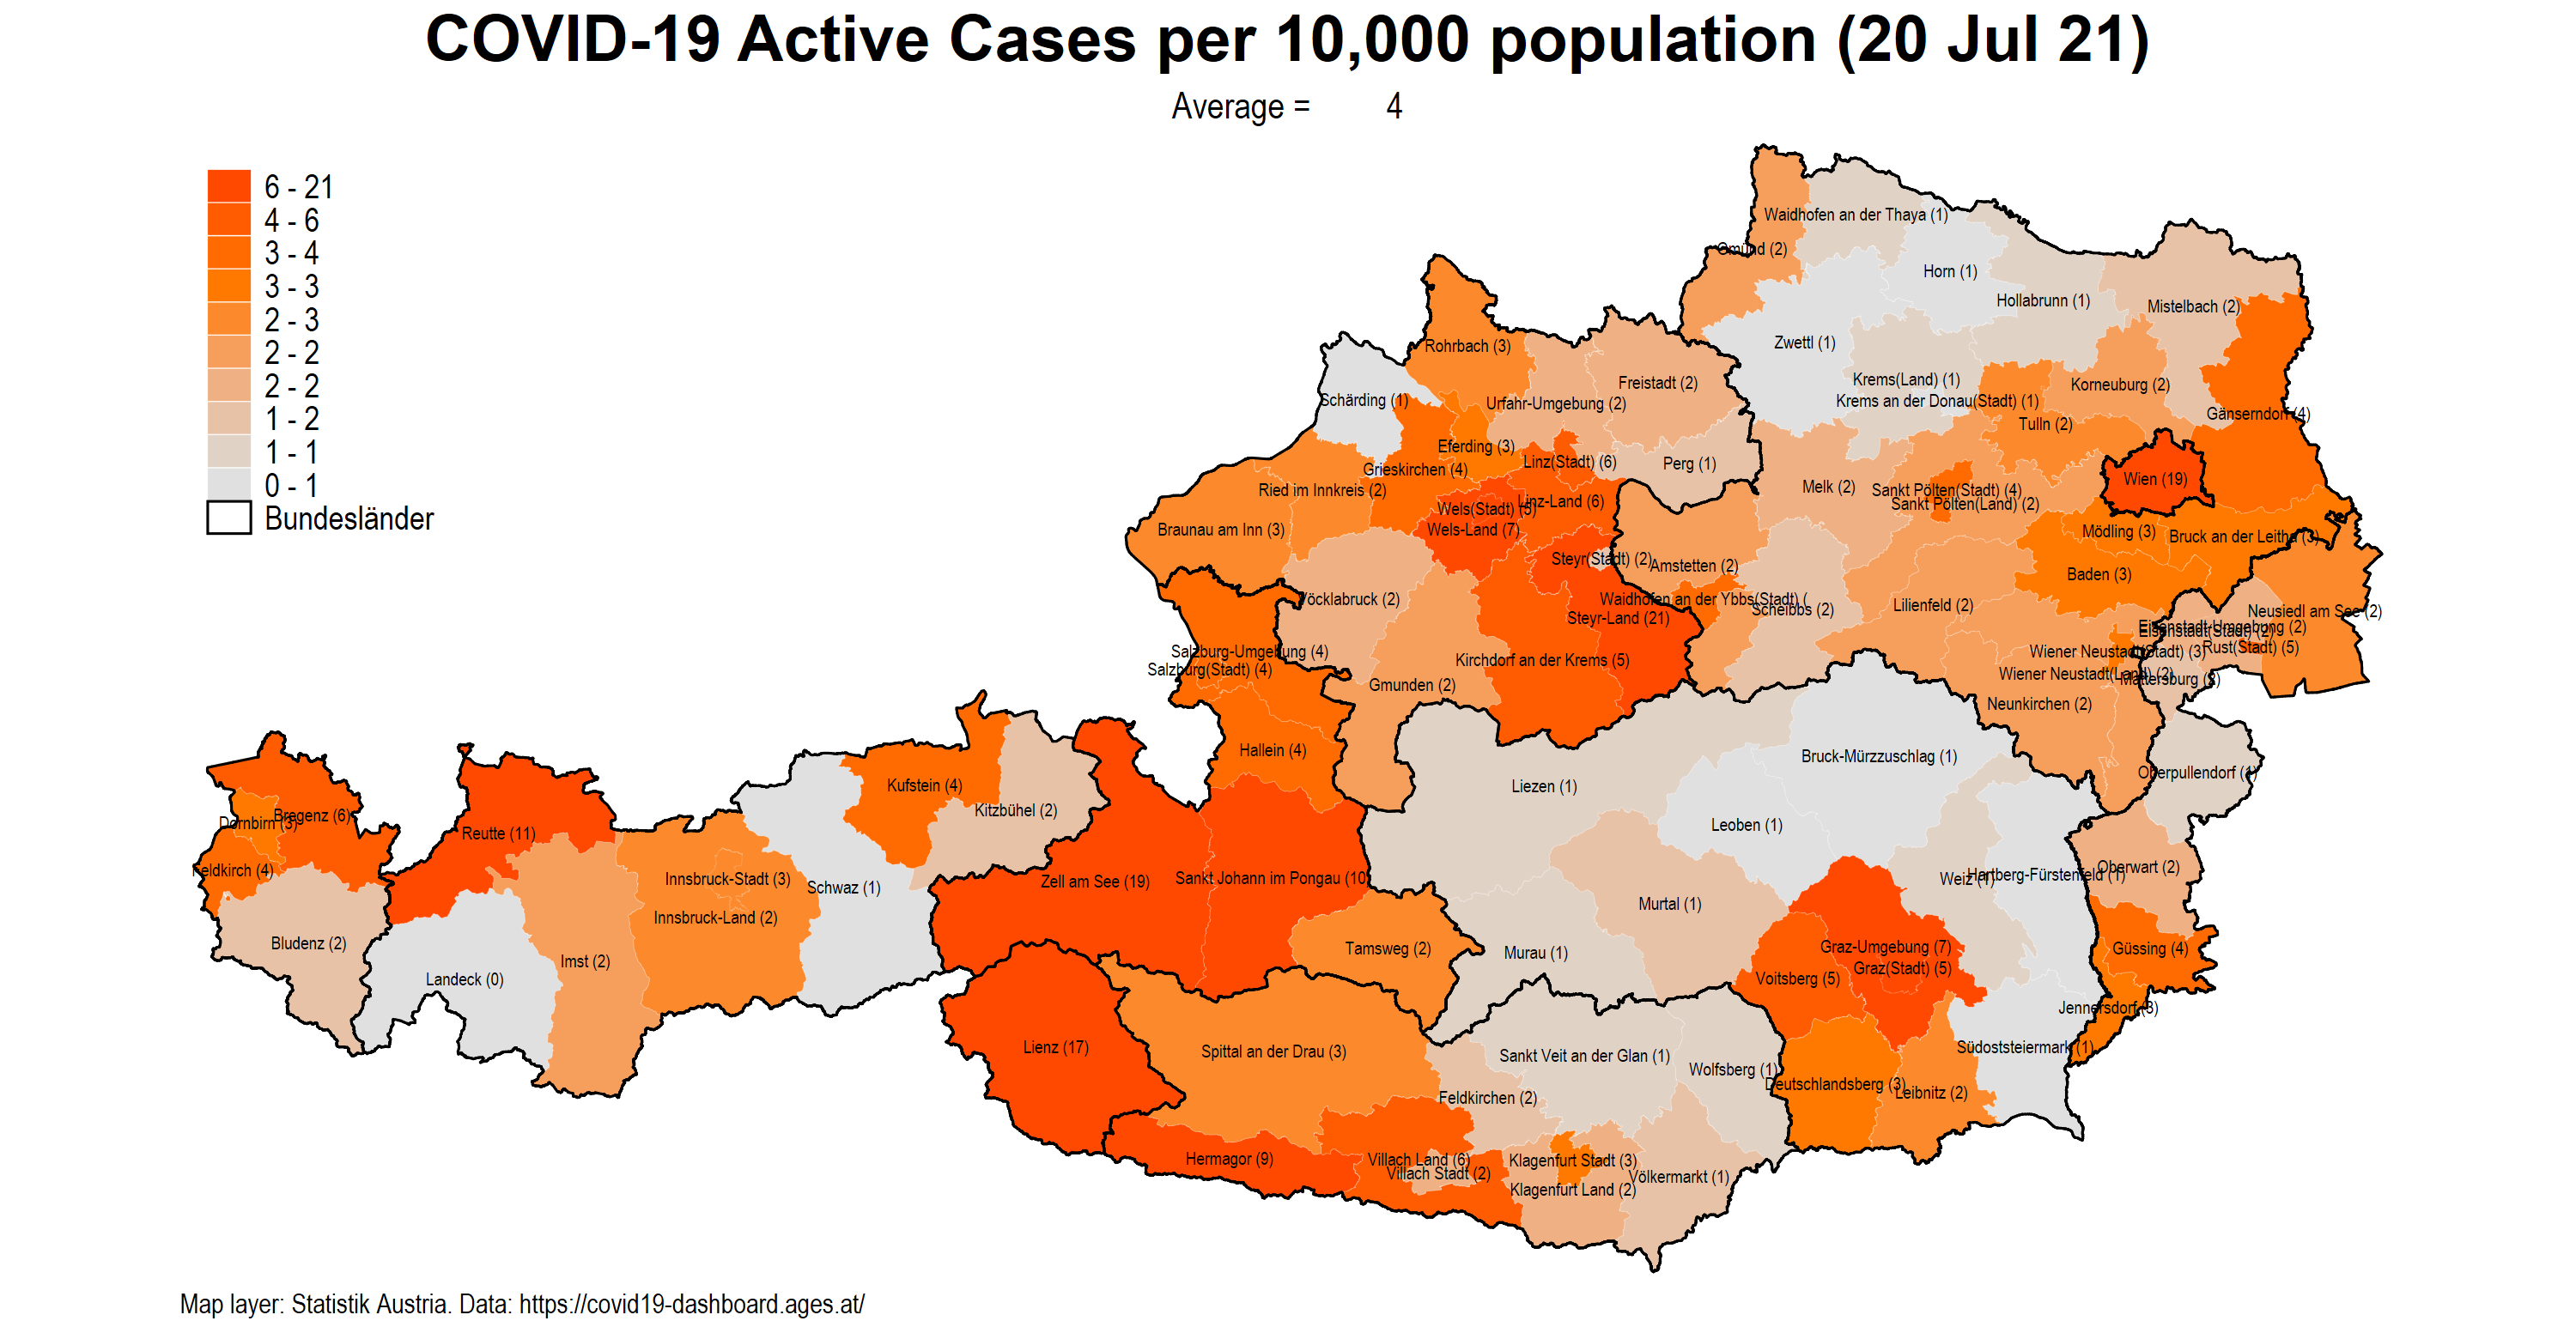 COVID-19 Active Cases per 10,000 population (20 Jul 21)
Average = 4
6 - 21
4 - 6
3 - 4
3 - 3
2 - 3
2 - 2
2 - 2
1 - 2
1 - 1
0 - 1
Bundesländer
Waidhofen an der Thaya (1)
Gmünd (2)
Horn (1)
Hollabrunn (1)
Mistelbach (2)
Zwettl (1)
Rohrbach (3)
Freistadt (2)
Krems(Land) (1)
Korneuburg (2)
Schärding (1)
Urfahr-Umgebung (2)
Krems an der Donau(Stadt) (1)
Gänserndorf (4)
Tulln (2)
Eferding (3)
Grieskirchen (4)
Linz(Stadt) (6)
Perg (1)
Wien (19)
Ried im Innkreis (2)
Melk (2)
Sankt Pölten(Stadt) (4)
Sankt Pölten(Land) (2)
Linz-Land (6)
Wels(Stadt) (5)
Wels-Land (7)
Braunau am Inn (3)
Mödling (3)
Bruck an der Leitha (3)
Steyr(Stadt) (2)
Amstetten (2)
Baden (3)
Vöcklabruck (2)
Waidhofen an der Ybbs(Stadt) (
Scheibbs (2)
Lilienfeld (2)
Neusiedl am See (2)
Steyr-Land (21)
Eisenstadt-Umgebung (2)
Eisenstadt(Stadt) (2)
Rust(Stadt) (5)
Wiener Neustadt(Stadt) (3)
Salzburg-Umgebung (4)
Salzburg(Stadt) (4)
Kirchdorf an der Krems (5)
Wiener Neustadt(Land) (2)
Mattersburg (2)
Gmunden (2)
Neunkirchen (2)
Hallein (4)
Bruck-Mürzzuschlag (1)
Oberpullendorf (1)
Kufstein (4)
Liezen (1)
Kitzbühel (2)
Bregenz (6)
Dornbirn (3)
Reutte (11)
Leoben (1)
Oberwart (2)
Feldkirch (4)
Innsbruck-Stadt (3)
Schwaz (1)
Zell am See (19)
Sankt Johann im Pongau (10)
Weiz (1)
Hartberg-Fürstenfeld (1)
Murtal (1)
Innsbruck-Land (2)
Bludenz (2)
Tamsweg (2)
Murau (1)
Graz-Umgebung (7)
Güssing (4)
Imst (2)
Graz(Stadt) (5)
Landeck (0)
Voitsberg (5)
Jennersdorf (3)
Lienz (17)
Spittal an der Drau (3)
Sankt Veit an der Glan (1)
Südoststeiermark (1)
Wolfsberg (1)
Deutschlandsberg (3)
Leibnitz (2)
Feldkirchen (2)
Hermagor (9)
Villach Land (6)
Klagenfurt Stadt (3)
Villach Stadt (2)
Völkermarkt (1)
Klagenfurt Land (2)
Map layer: Statistik Austria. Data: https://covid19-dashboard.ages.at/